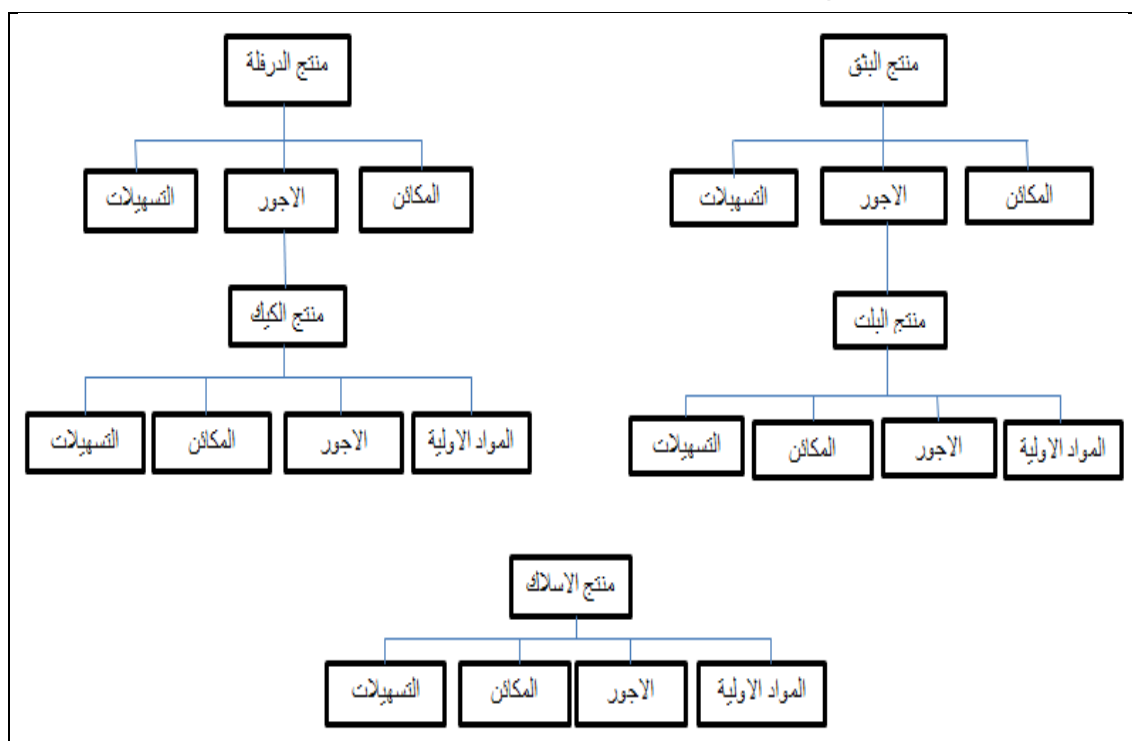 منتج البثق
منتج الدرفلة
المكائن
الاجور
التسهيلات
المكائن
الاجور
التسهيلات
منتج البلت
منتج الكيك
المواد الاولية
الاجور
المكائن
التسهيلات
المواد الاولية
الاجور
المكائن
التسهيلات
منتج الاسلاك
المواد الاولية
الاجور
المكائن
التسهيلات